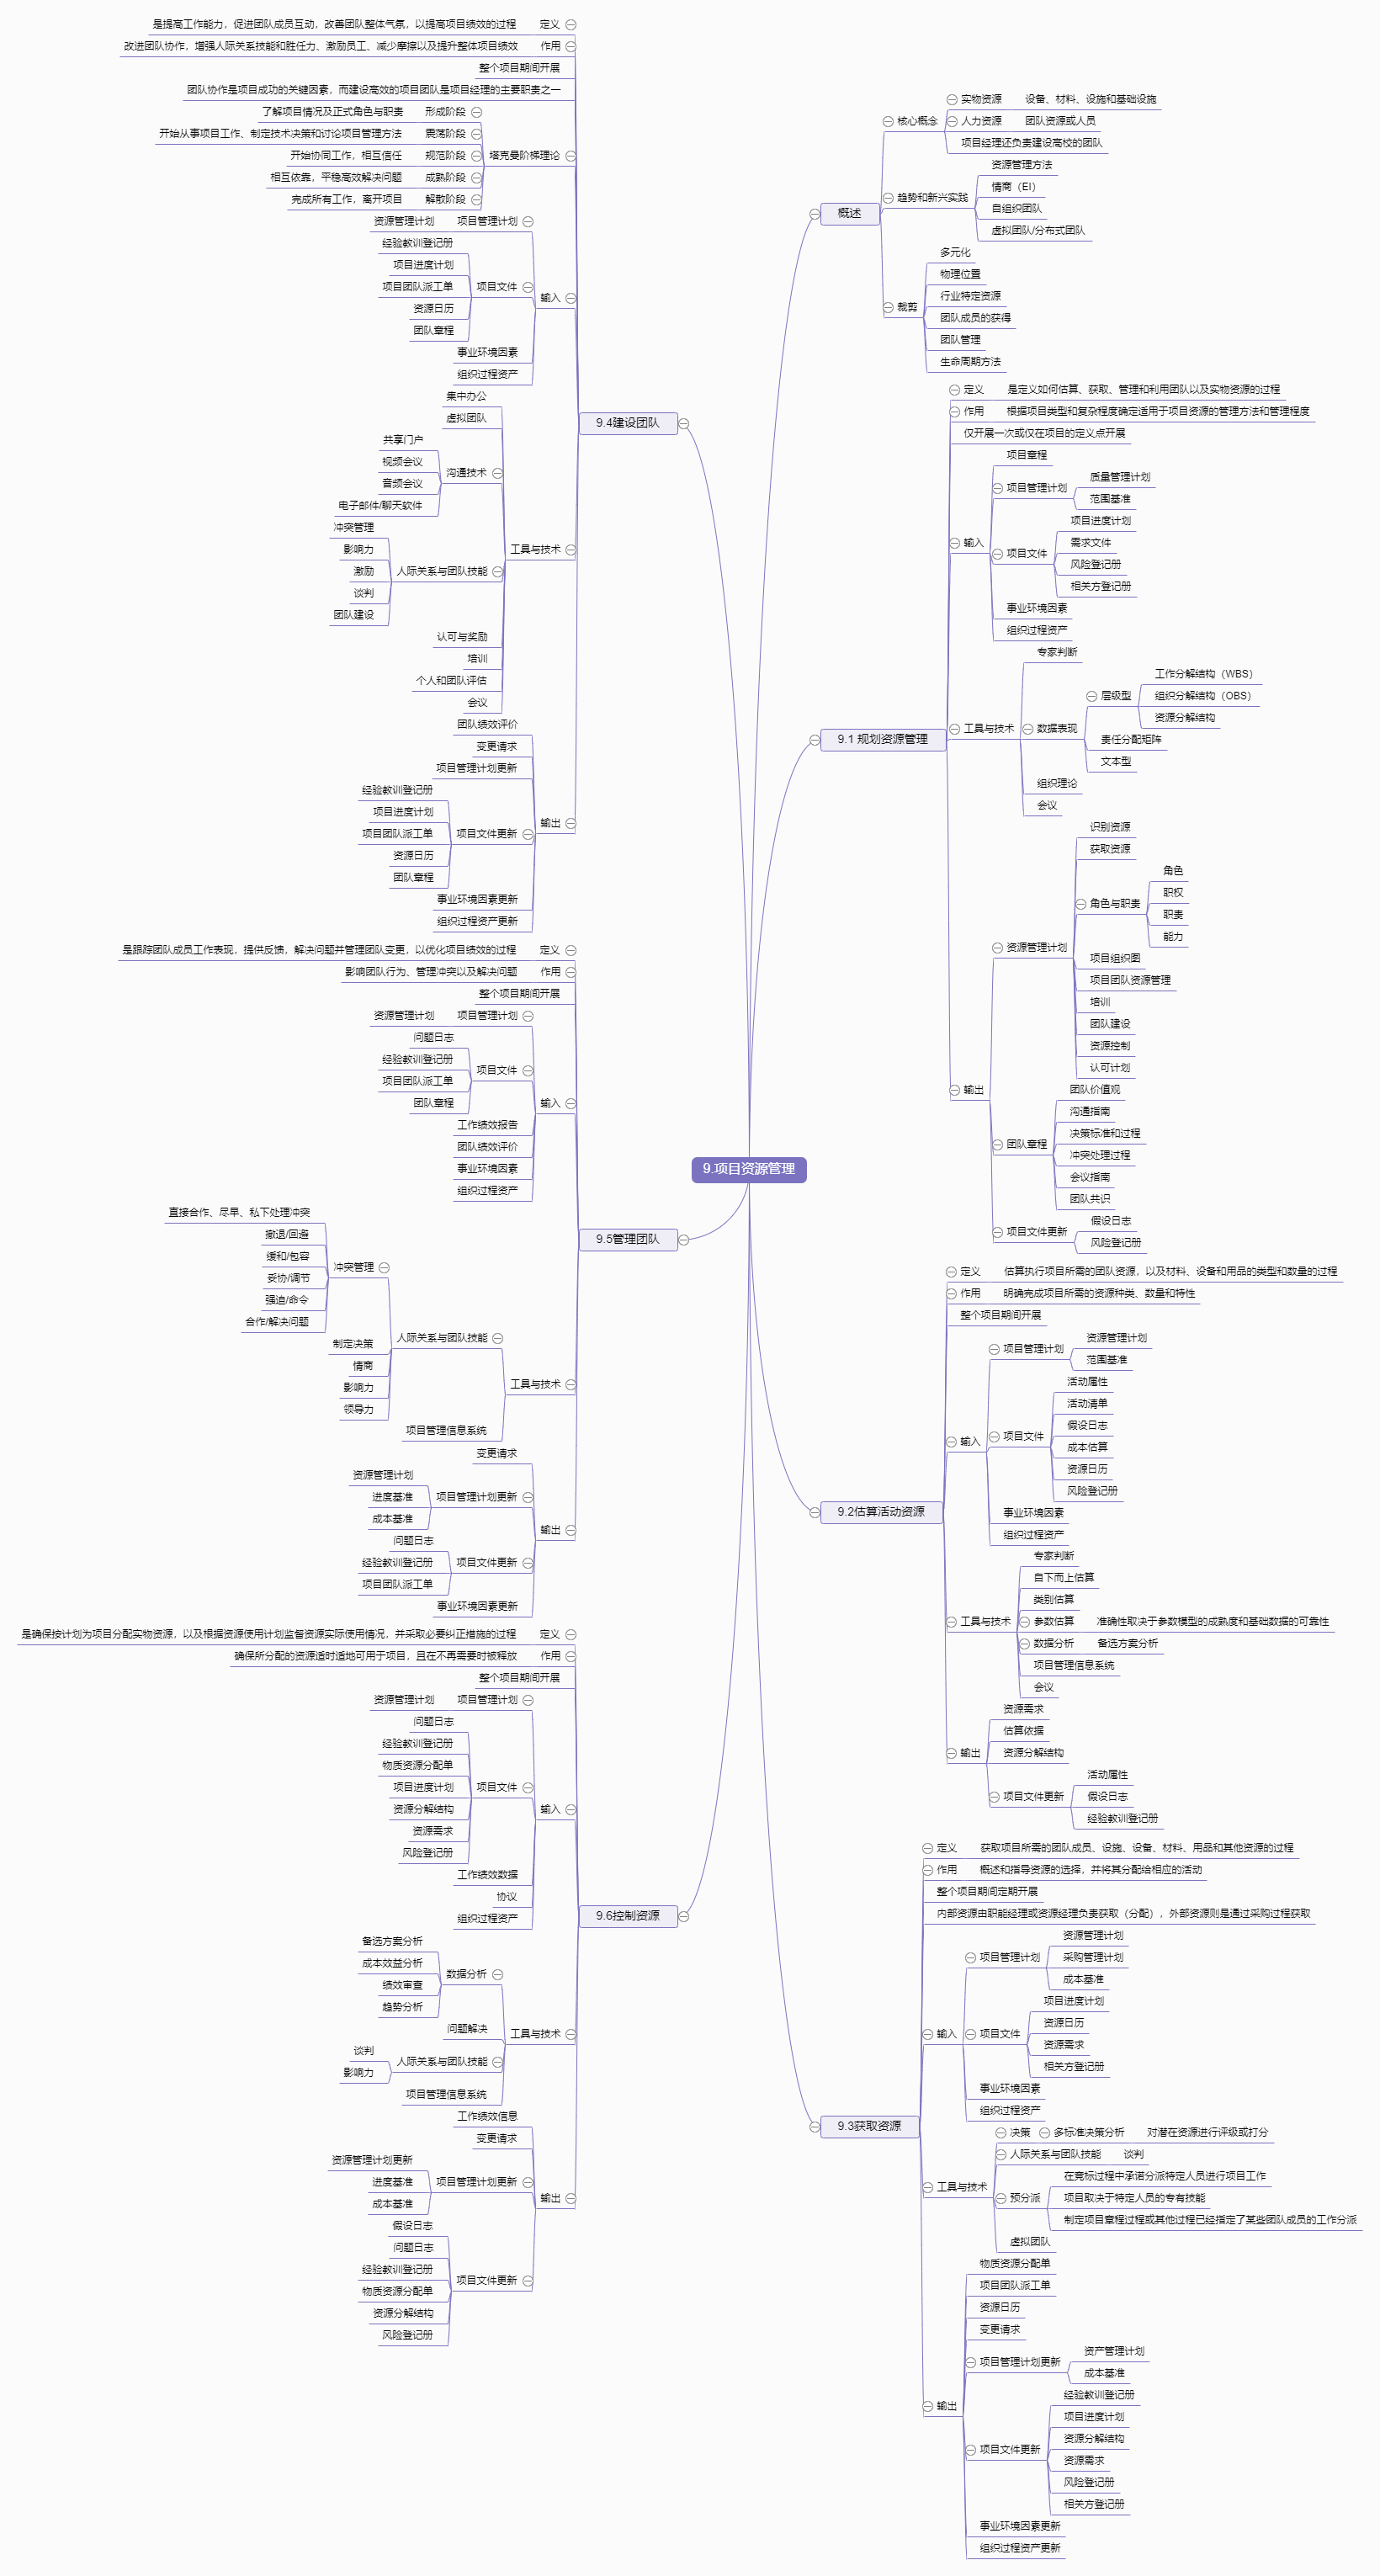 9.项目资源管理
概述
核心概念
实物资源
设备、材料、设施和基础设施
人力资源
团队资源或人员
项目经理还负责建设高校的团队
趋势和新兴实践
资源管理方法
情商（EI）
自组织团队
虚拟团队/分布式团队
裁剪
多元化
物理位置
行业特定资源
团队成员的获得
团队管理
生命周期方法
9.1 规划资源管理
定义
是定义如何估算、获取、管理和利用团队以及实物资源的过程
作用
根据项目类型和复杂程度确定适用于项目资源的管理方法和管理程度
仅开展一次或仅在项目的定义点开展
输入
项目章程
项目管理计划
质量管理计划
范围基准
项目文件
项目进度计划
需求文件
风险登记册
相关方登记册
事业环境因素
组织过程资产
工具与技术
专家判断
数据表现
层级型
工作分解结构（WBS）
组织分解结构（OBS）
资源分解结构
责任分配矩阵
文本型
组织理论
会议
输出
资源管理计划
识别资源
获取资源
角色与职责
角色
职权
职责
能力
项目组织图
项目团队资源管理
培训
团队建设
资源控制
认可计划
团队章程
团队价值观
沟通指南
决策标准和过程
冲突处理过程
会议指南
团队共识
项目文件更新
假设日志
风险登记册
9.2估算活动资源
定义
估算执行项目所需的团队资源，以及材料、设备和用品的类型和数量的过程
作用
明确完成项目所需的资源种类、数量和特性
整个项目期间开展
输入
项目管理计划
资源管理计划
范围基准
项目文件
活动属性
活动清单
假设日志
成本估算
资源日历
风险登记册
事业环境因素
组织过程资产
工具与技术
专家判断
自下而上估算
类别估算
参数估算
准确性取决于参数模型的成熟度和基础数据的可靠性
数据分析
备选方案分析
项目管理信息系统
会议
输出
资源需求
估算依据
资源分解结构
项目文件更新
活动属性
假设日志
经验教训登记册
9.3获取资源
定义
获取项目所需的团队成员、设施、设备、材料、用品和其他资源的过程
作用
概述和指导资源的选择，并将其分配给相应的活动
整个项目期间定期开展
内部资源由职能经理或资源经理负责获取（分配），外部资源则是通过采购过程获取
输入
项目管理计划
资源管理计划
采购管理计划
成本基准
项目文件
项目进度计划
资源日历
资源需求
相关方登记册
事业环境因素
组织过程资产
工具与技术
决策
多标准决策分析
对潜在资源进行评级或打分
人际关系与团队技能
谈判
预分派
在竞标过程中承诺分派特定人员进行项目工作
项目取决于特定人员的专有技能
制定项目章程过程或其他过程已经指定了某些团队成员的工作分派
虚拟团队
输出
物质资源分配单
项目团队派工单
资源日历
变更请求
项目管理计划更新
资产管理计划
成本基准
项目文件更新
经验教训登记册
项目进度计划
资源分解结构
资源需求
风险登记册
相关方登记册
事业环境因素更新
组织过程资产更新
9.4建设团队
定义
是提高工作能力，促进团队成员互动，改善团队整体气氛，以提高项目绩效的过程
作用
改进团队协作，增强人际关系技能和胜任力、激励员工、减少摩擦以及提升整体项目绩效
整个项目期间开展
团队协作是项目成功的关键因素，而建设高效的项目团队是项目经理的主要职责之一
塔克曼阶梯理论
形成阶段
了解项目情况及正式角色与职责
震荡阶段
开始从事项目工作、制定技术决策和讨论项目管理方法
规范阶段
开始协同工作，相互信任
成熟阶段
相互依靠，平稳高效解决问题
解散阶段
完成所有工作，离开项目
输入
项目管理计划
资源管理计划
项目文件
经验教训登记册
项目进度计划
项目团队派工单
资源日历
团队章程
事业环境因素
组织过程资产
工具与技术
集中办公
虚拟团队
沟通技术
共享门户
视频会议
音频会议
电子邮件/聊天软件
人际关系与团队技能
冲突管理
影响力
激励
谈判
团队建设
认可与奖励
培训
个人和团队评估
会议
输出
团队绩效评价
变更请求
项目管理计划更新
项目文件更新
经验教训登记册
项目进度计划
项目团队派工单
资源日历
团队章程
事业环境因素更新
组织过程资产更新
9.5管理团队
定义
是跟踪团队成员工作表现，提供反馈，解决问题并管理团队变更，以优化项目绩效的过程
作用
影响团队行为、管理冲突以及解决问题
整个项目期间开展
输入
项目管理计划
资源管理计划
项目文件
问题日志
经验教训登记册
项目团队派工单
团队章程
工作绩效报告
团队绩效评价
事业环境因素
组织过程资产
工具与技术
人际关系与团队技能
冲突管理
直接合作、尽早、私下处理冲突
撤退/回避
缓和/包容
妥协/调节
强迫/命令
合作/解决问题
制定决策
情商
影响力
领导力
项目管理信息系统
输出
变更请求
项目管理计划更新
资源管理计划
进度基准
成本基准
项目文件更新
问题日志
经验教训登记册
项目团队派工单
事业环境因素更新
9.6控制资源
定义
是确保按计划为项目分配实物资源，以及根据资源使用计划监督资源实际使用情况，并采取必要纠正措施的过程
作用
确保所分配的资源适时适地可用于项目，且在不再需要时被释放
整个项目期间开展
输入
项目管理计划
资源管理计划
项目文件
问题日志
经验教训登记册
物质资源分配单
项目进度计划
资源分解结构
资源需求
风险登记册
工作绩效数据
协议
组织过程资产
工具与技术
数据分析
备选方案分析
成本效益分析
绩效审查
趋势分析
问题解决
人际关系与团队技能
谈判
影响力
项目管理信息系统
输出
工作绩效信息
变更请求
项目管理计划更新
资源管理计划更新
进度基准
成本基准
项目文件更新
假设日志
问题日志
经验教训登记册
物质资源分配单
资源分解结构
风险登记册